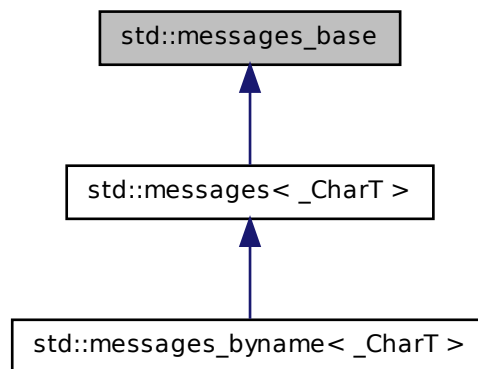 std::messages_base
std::messages< _CharT >
std::messages_byname< _CharT >